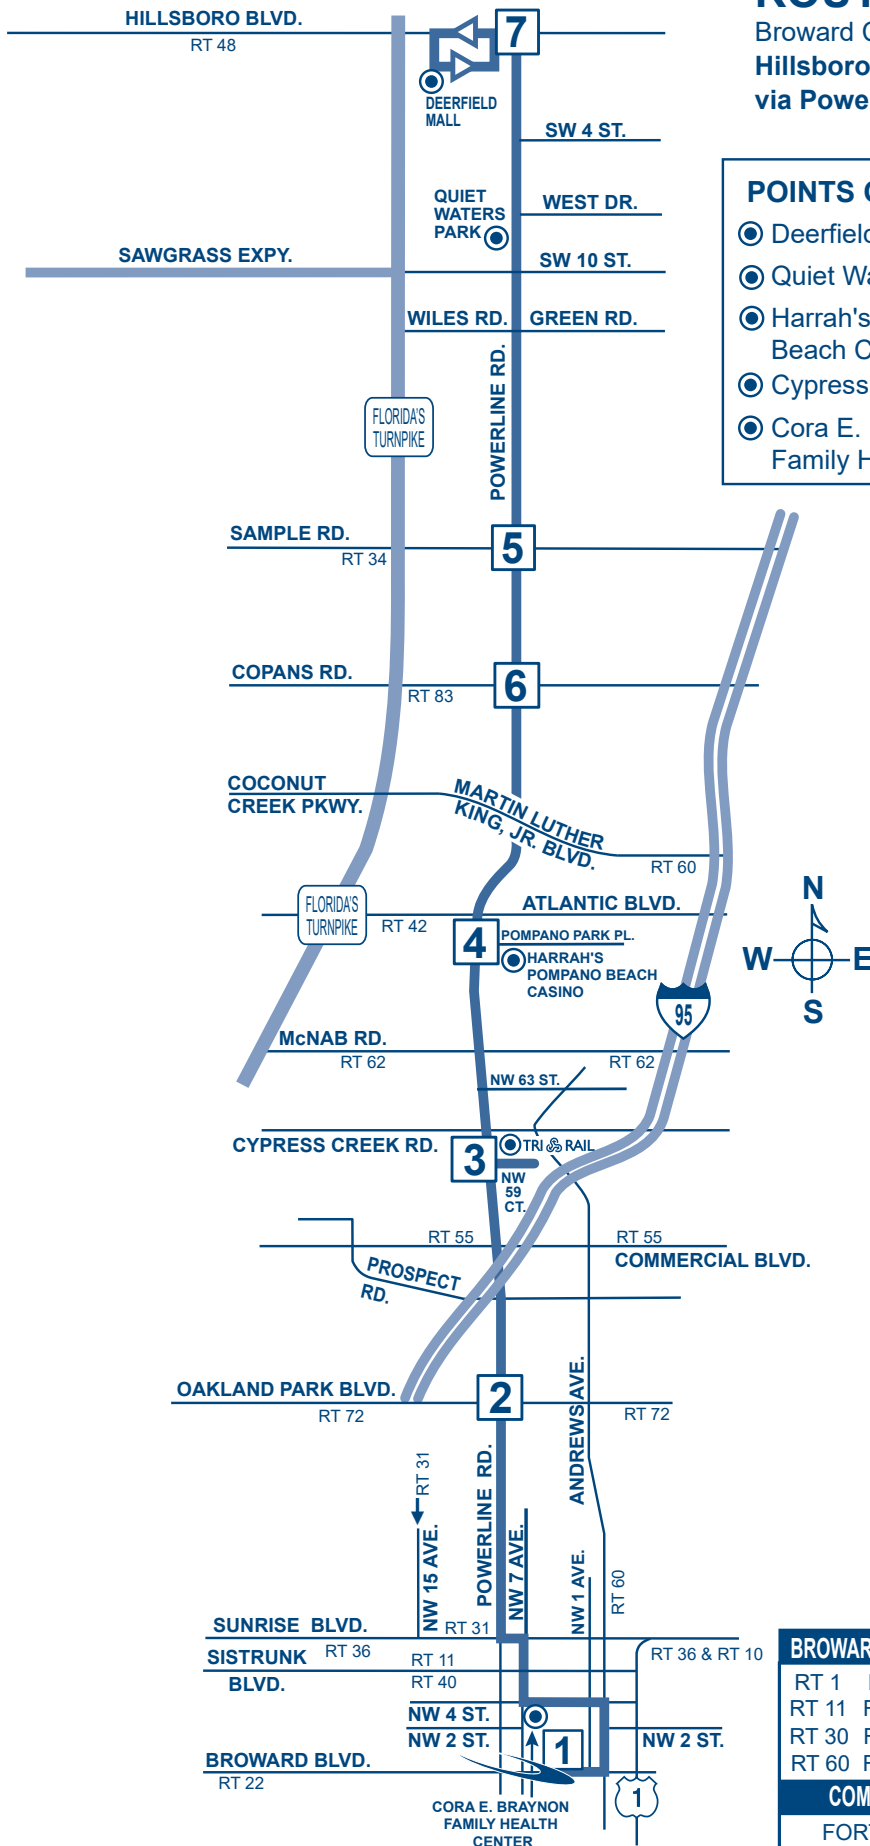 HILLSBORO BLVD.
RT 48
7
Broward
Hillsboro
via
DEERFIELD
MALL
SW 4 ST.
POINTS
QUIET
WATERS
PARK
WEST DR.
Quiet
SAWGRASS EXPY.
SW 10 ST.
Harrah's
Beach
WILES RD.
GREEN RD.
Cypress
Cora E.
Family
POWERLINE RD.
FLORIDA'S
TURNPIKE
SAMPLE RD.
RT 34
5
COPANS RD.
RT 83
6
COCONUT
CREEK PKWY.
MARTIN LUTHER
KING, JR. BLVD.
RT 60
FLORIDA'S
TURNPIKE
ATLANTIC BLVD.
RT 42
4
POMPANO PARK PL.
HARRAH'S
POMPANO BEACH
CASINO
N
W E
S
95
McNAB RD.
RT 62
RT 62
NW 63 ST.
CYPRESS CREEK RD.
3
TRI RAIL
NW
59
CT.
RT 55
RT 55
COMMERCIAL BLVD.
PROSPECT
RD.
OAKLAND PARK BLVD.
RT 72
2
RT 72
ANDREWS AVE.
RT 31
NW 15 AVE.
POWERLINE RD.
NW 7 AVE.
NW 1 AVE.
RT 60
SUNRISE BLVD.
RT 31
RT 36
RT 36 & RT 10
SISTRUNK
BLVD.
RT 11
RT 40
NW 4 ST.
NW 2 ST.
1
NW 2 ST.
BROWARD BLVD.
RT 22
CORA E. BRAYNON
FAMILY HEALTH
CENTER
1
RT 1
RT 11
RT 30
RT 60